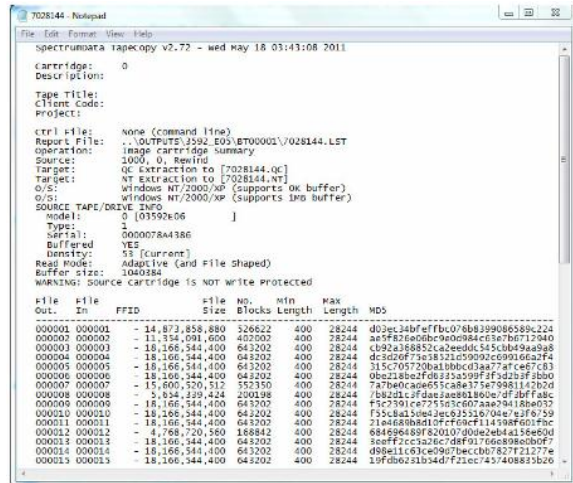 7028144 - Notepad
File Edit Format View Help
SpectrumData TapeCopy v2.72 - Wed May 18 03:43:08 2011
Cartridge: 0
Description:
Tape Title:
Client Code:
Project:
Ctrl File: None (command line)
Report File: ..\OUTPUTS\3592_E05\BT00001\7028144.LST
Operation: Image cartridge Summary
Source: 1000, 0, Rewind
Target: QC Extraction to [7028144.QC]
Target: NT Extraction to [7028144.NT]
O/S: Windows NT/2000/XP (supports 0K buffer)
O/S: Windows NT/2000/XP (supports 1MB buffer)
SOURCE TAPE/DRIVE INFO
Model: 0 [03592E06 ]
Type: 1
Serial: 0000078A4386
Buffered YES
Density: 53 [Current]
Read Mode: Adaptive (and File Shaped)
Buffer size: 1040384
WARNING: Source cartridge is NOT Write Protected
File File File No. Min Max
Out. In FFID Size Blocks Length Length MD5
000001 000001 - 14,873,858,880 526622 400 28244
000002 000002 - 11,354,091,600 402002 400 28244
000003 000003 - 18,166,544,400 643202 400 28244
000004 000004 - 18,166,544,400 643202 400 28244
000005 000005 - 18,166,544,400 643202 400 28244
000006 000006 - 18,166,544,400 643202 400 28244
000007 000007 - 15,600,520,512 552350 400 28244
000008 000008 - 5,654,339,424 200198 400 28244
000009 000009 - 18,166,544,400 643202 400 28244
000010 000010 - 18,166,544,400 643202 400 28244
000011 000011 - 18,166,544,400 643202 400 28244
000012 000012 - 4,768,720,560 168842 400 28244
000013 000013 - 18,166,544,400 643202 400 28244
000014 000014 - 18,166,544,400 643202 400 28244
000015 000015 - 18,166,544,400 643202 400 28244